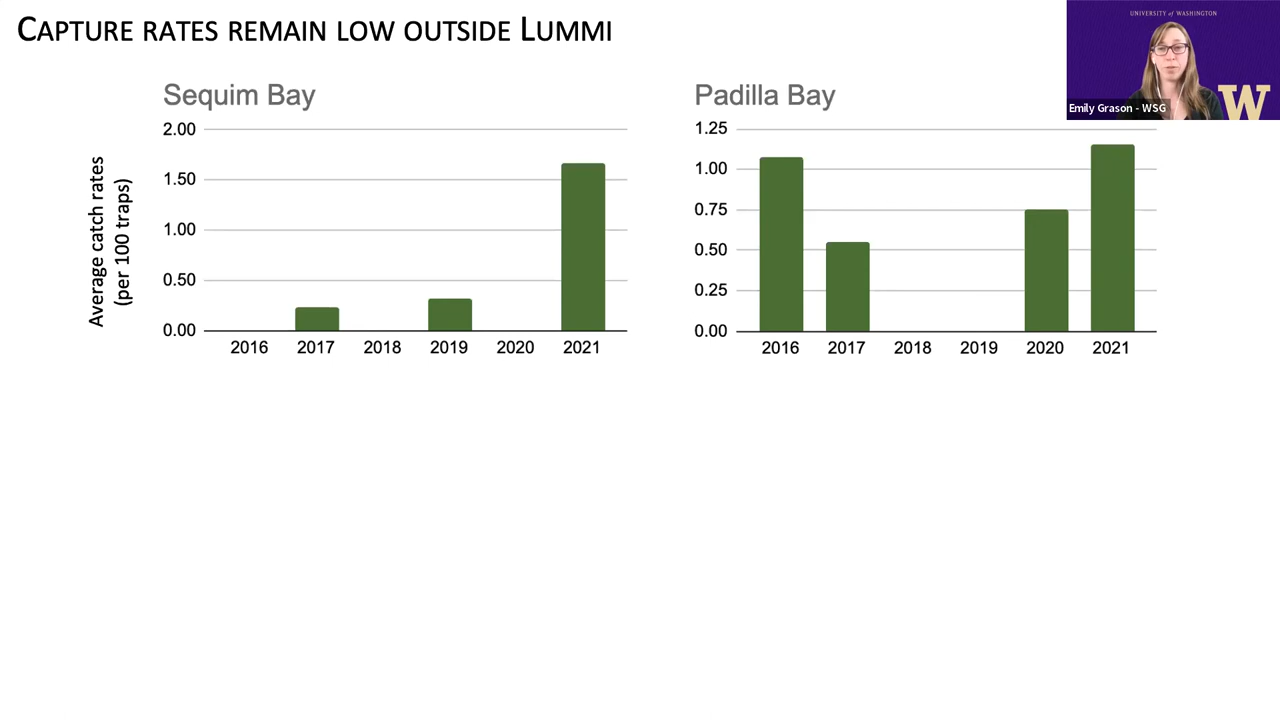 CAPTURE RATES REMAIN LOW OUTSIDE LUMMI
UNIVERSITY of WASHINGTON
W
Emily Grason - WSG
Sequim Bay
Average catch rates
(per 100 traps)
2.00
1.50
1.00
0.50
0.00
2016 2017 2018 2019 2020 2021
Padilla Bay
1.25
1.00
0.75
0.50
0.25
0.00
2016 2017 2018 2019 2020 2021